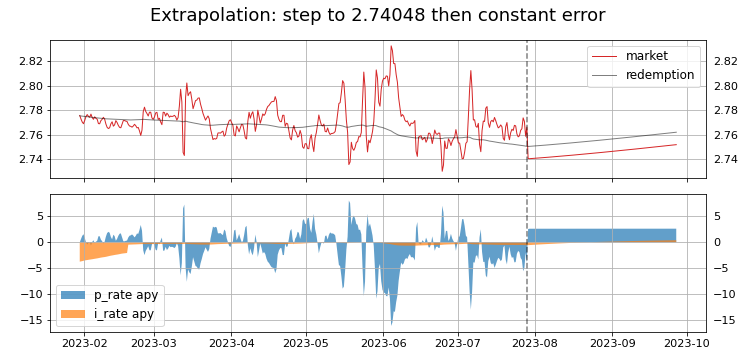 Extrapolation: step to 2.74048 then constant error
2.82 2.82
2.80 2.80
2.78 2.78
2.76 2.76
2.74 2.74
market
redemption
5 5
0 0
−5 −5
−10 −10
−15 −15
p_rate apy
i_rate apy
2023-02 2023-03 2023-04 2023-05 2023-06 2023-07 2023-08 2023-09 2023-10